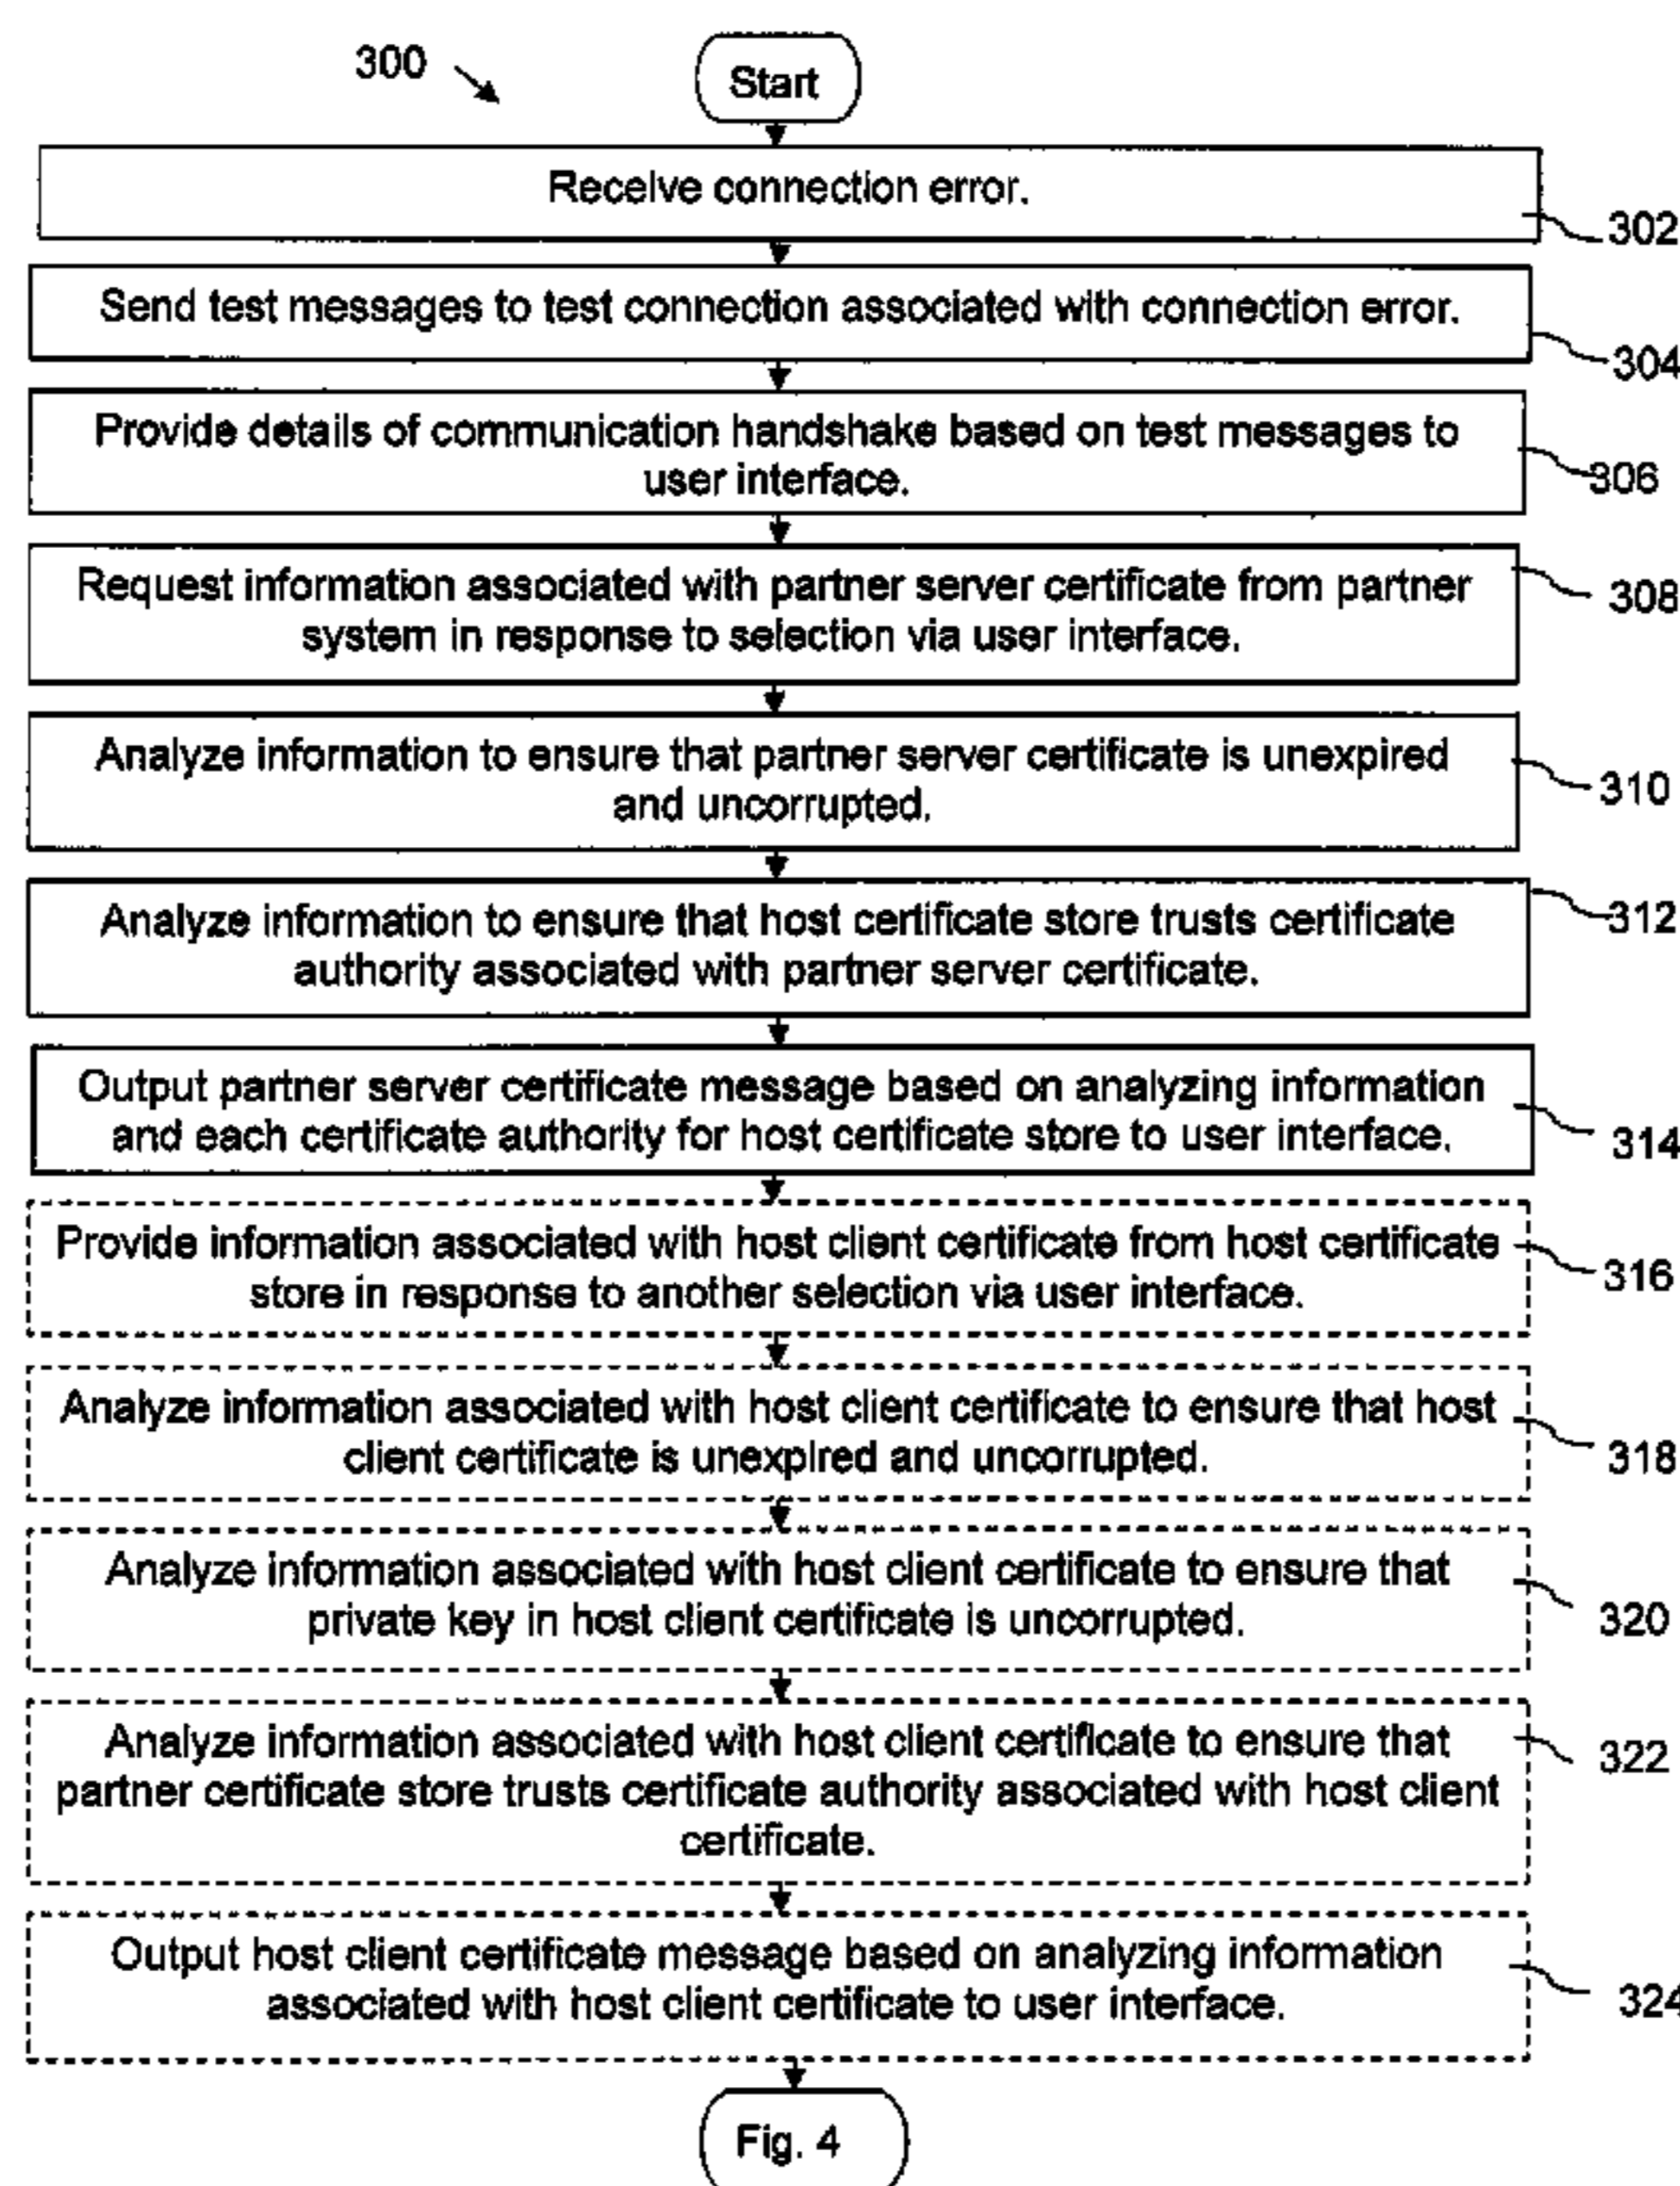 300
Start
Receive connection error.
302
Send test messages to test connection associated with connection error.
304
Provide details of communication handshake based on test messages to
user interface.
306
Request information associated with partner server certificate from partner
system in response to selection via user interface.
308
Analyze information to ensure that partner server certificate is unexpired
and uncorrupted.
310
Analyze information to ensure that host certificate store trusts certificate
authority associated with partner server certificate.
312
Output partner server certificate message based on analyzing information
and each certificate authority for host certificate store to user interface.
314
Provide information associated with host client certificate from host certificate
store in response to another selection via user interface.
316
Analyze information associated with host client certificate to ensure that host
client certificate is unexpired and uncorrupted.
318
Analyze information associated with host client certificate to ensure that
private key in host client certificate is uncorrupted.
320
Analyze information associated with host client certificate to ensure that
partner certificate store trusts certificate authority associated with host client
certificate.
322
Output host client certificate message based on analyzing information
associated with host client certificate to user interface.
324
Fig. 4